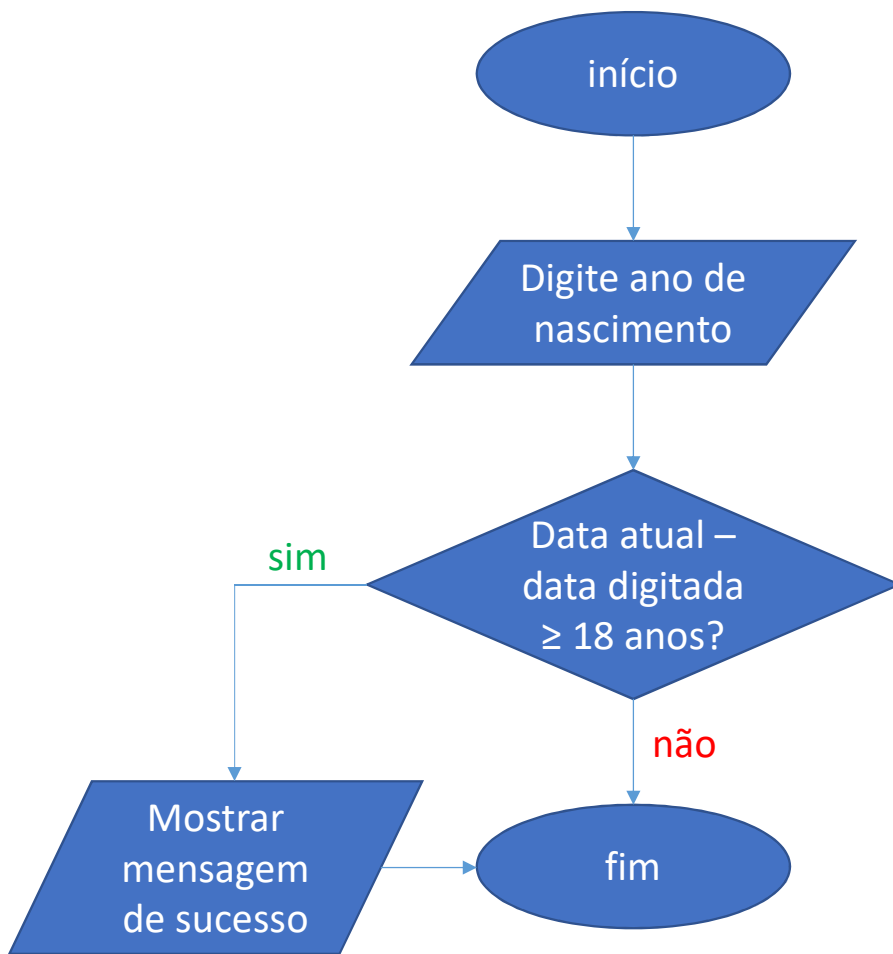 início
Digite ano de
nascimento
Data atual –
data digitada
≥ 18 anos?
sim
não
Mostrar
mensagem
de sucesso
fim